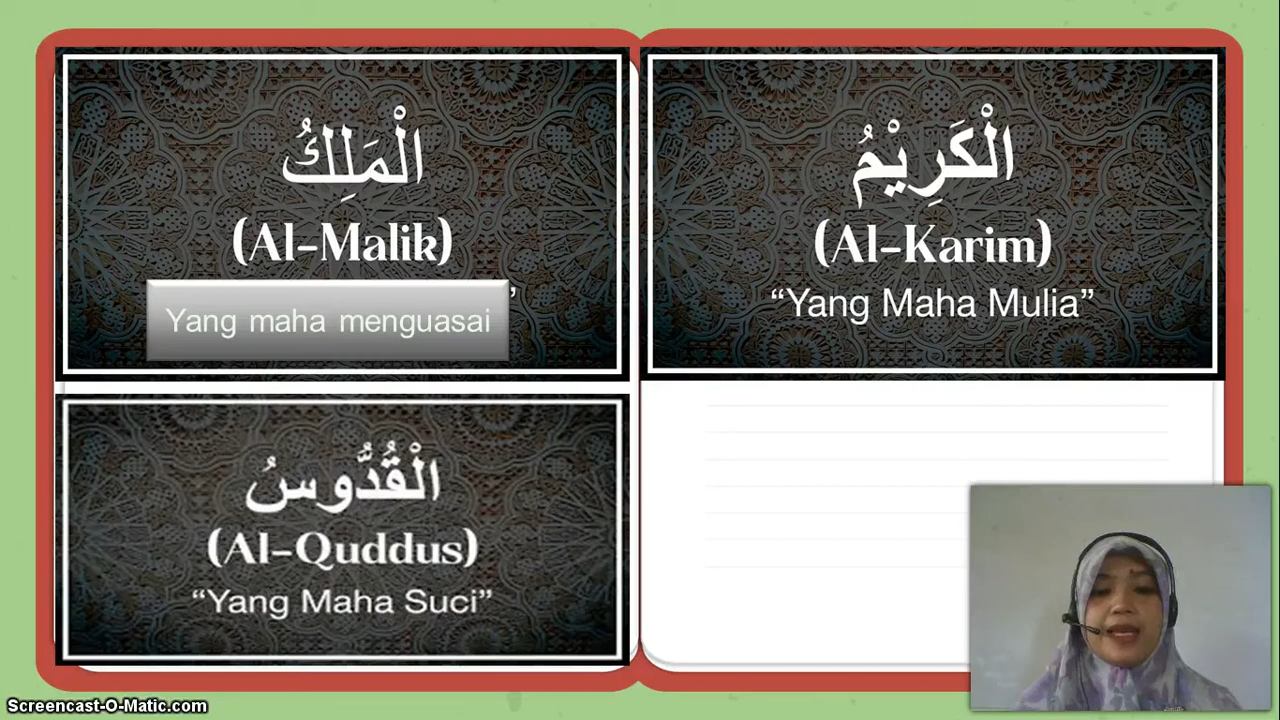 الْمَلِكُ
(Al-Malik)
Yang maha menguasai
’
الْكَرِيْمُ
(Al-Karim)
“Yang Maha Mulia”
الْقُدُّوسُ
(Al-Quddus)
“Yang Maha Suci”
Screencast-O-Matic.com